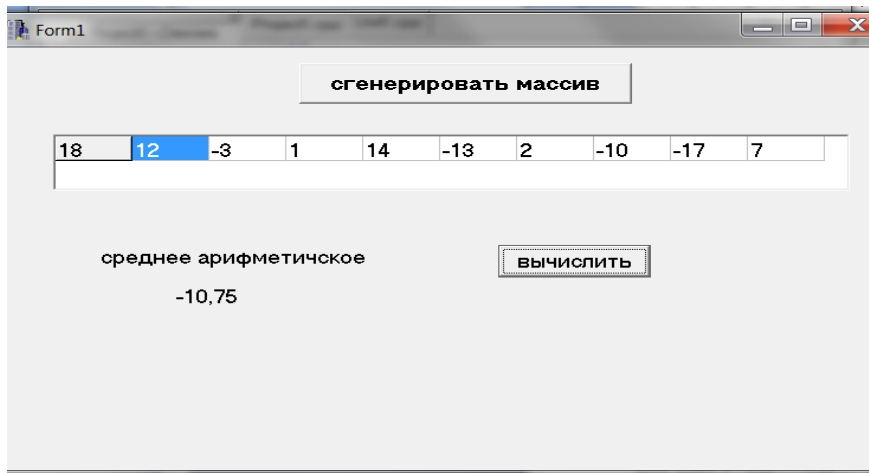 Form1
сгенерировать массив
18 12 -3 1 14 -13 2 -10 -17 7
среднее арифметичское
вычислить
-10,75